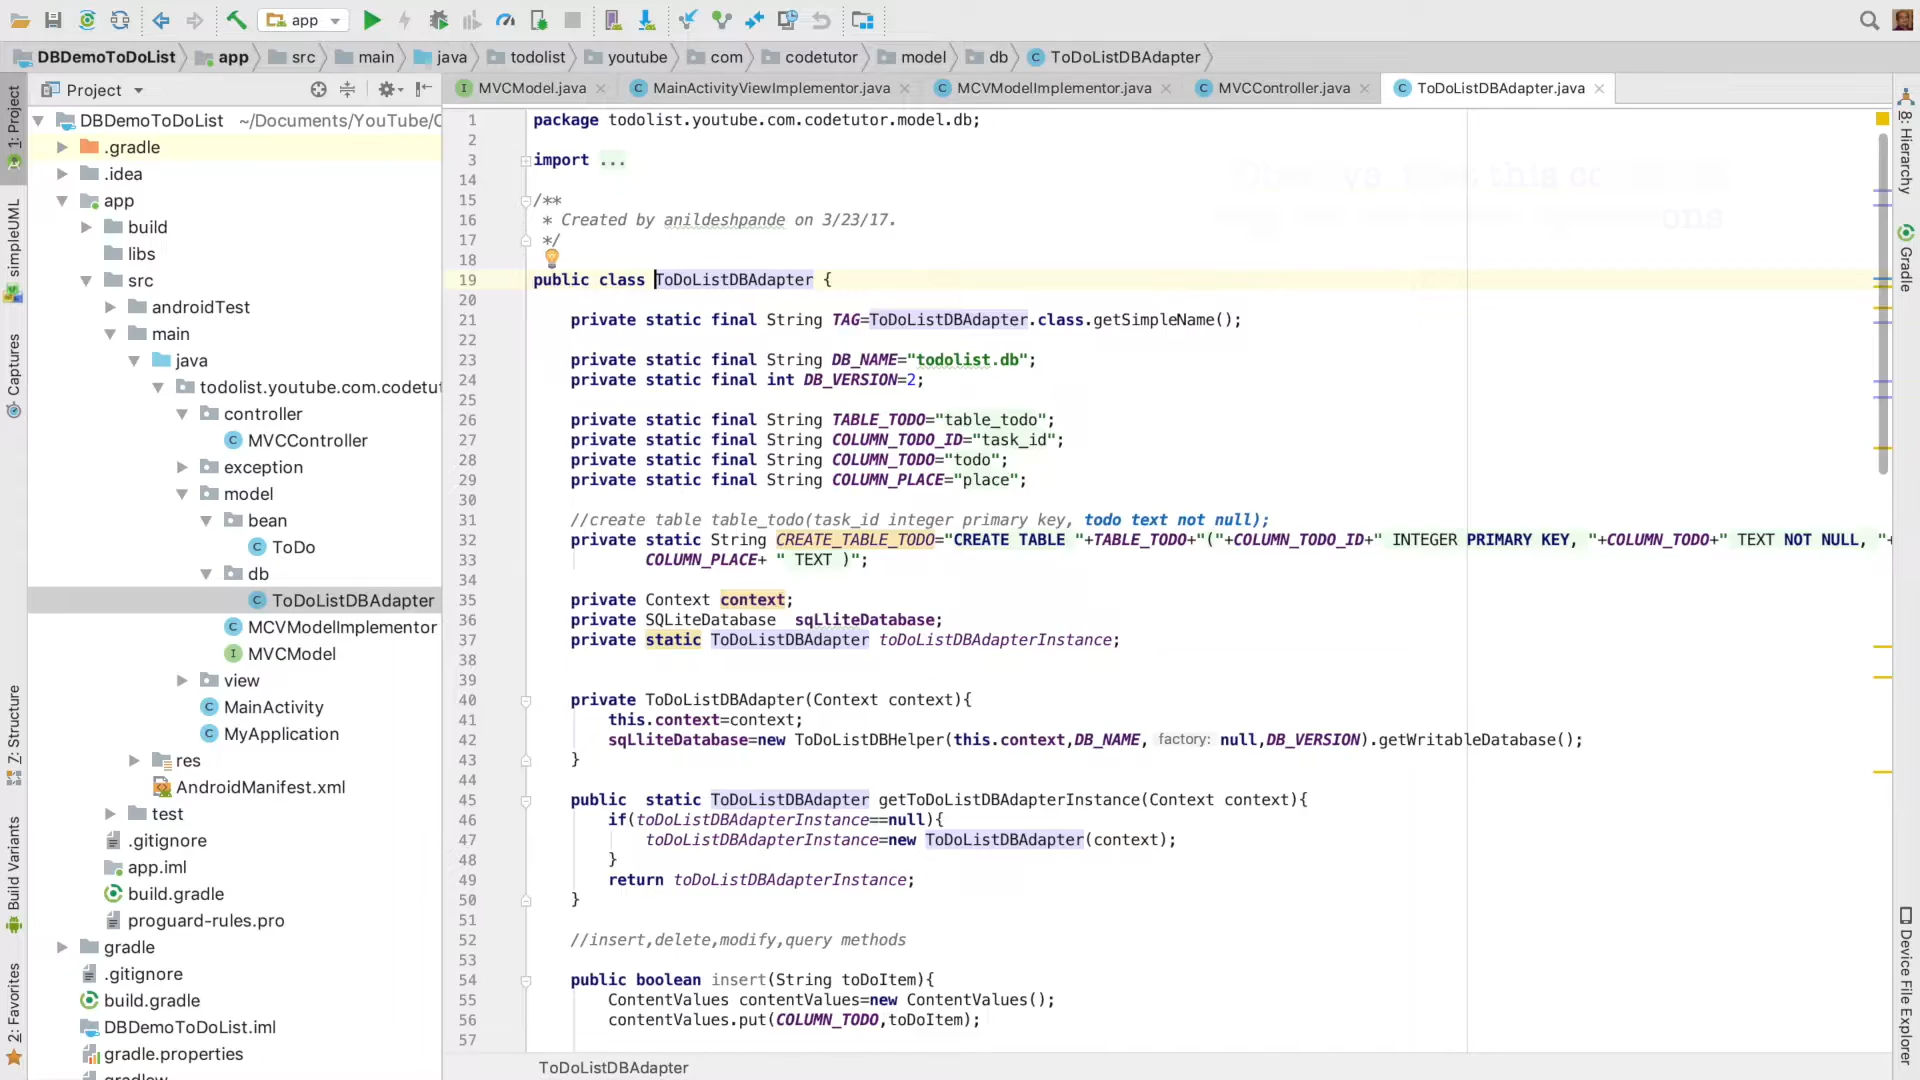 app
DBDemoToDoList app src main java todolist youtube com codetutor model db ToDoListDBAdapter
Project
MVCModel.java MainActivityViewImplementor.java MCVModelImplementor.java MVCController.java ToDoListDBAdapter.java
1: Project
simpleUML
Captures
7: Structure
Build Variants
2: Favorites
DBDemoToDoList ~/Documents/YouTube/C
.gradle
.idea
app
build
libs
src
androidTest
main
java
todolist.youtube.com.codetut
controller
MVCController
exception
model
bean
ToDo
db
ToDoListDBAdapter
MCVModelImplementor
MVCModel
view
MainActivity
MyApplication
res
AndroidManifest.xml
test
.gitignore
app.iml
build.gradle
proguard-rules.pro
gradle
.gitignore
build.gradle
DBDemoToDoList.iml
gradle.properties
gradlew
1 package todolist.youtube.com.codetutor.model.db;
2
3 import ...
14
15 /**
16 * Created by anildeshpande on 3/23/17.
17 */
18
19 public class ToDoListDBAdapter {
20
21 private static final String TAG=ToDoListDBAdapter.class.getSimpleName();
22
23 private static final String DB_NAME="todolist.db";
24 private static final int DB_VERSION=2;
25
26 private static final String TABLE_TODO="table_todo";
27 private static final String COLUMN_TODO_ID="task_id";
28 private static final String COLUMN_TODO="todo";
29 private static final String COLUMN_PLACE="place";
30
31 //create table table_todo(task_id integer primary key, todo text not null);
32 private static String CREATE_TABLE_TODO="CREATE TABLE "+TABLE_TODO+"("+COLUMN_TODO_ID+" INTEGER PRIMARY KEY, "+COLUMN_TODO+" TEXT NOT NULL, "+
33 COLUMN_PLACE+ " TEXT )";
34
35 private Context context;
36 private SQLiteDatabase sqLliteDatabase;
37 private static ToDoListDBAdapter toDoListDBAdapterInstance;
38
39
40 private ToDoListDBAdapter(Context context){
41 this.context=context;
42 sqLliteDatabase=new ToDoListDBHelper(this.context,DB_NAME, factory: null,DB_VERSION).getWritableDatabase();
43 }
44
45 public static ToDoListDBAdapter getToDoListDBAdapterInstance(Context context){
46 if(toDoListDBAdapterInstance==null){
47 toDoListDBAdapterInstance=new ToDoListDBAdapter(context);
48 }
49 return toDoListDBAdapterInstance;
50 }
51
52 //insert,delete,modify,query methods
53
54 public boolean insert(String toDoItem){
55 ContentValues contentValues=new ContentValues();
56 contentValues.put(COLUMN_TODO,toDoItem);
57
this
ons
ToDoListDBAdapter
8: Hierarchy
Gradle
Device File Explorer